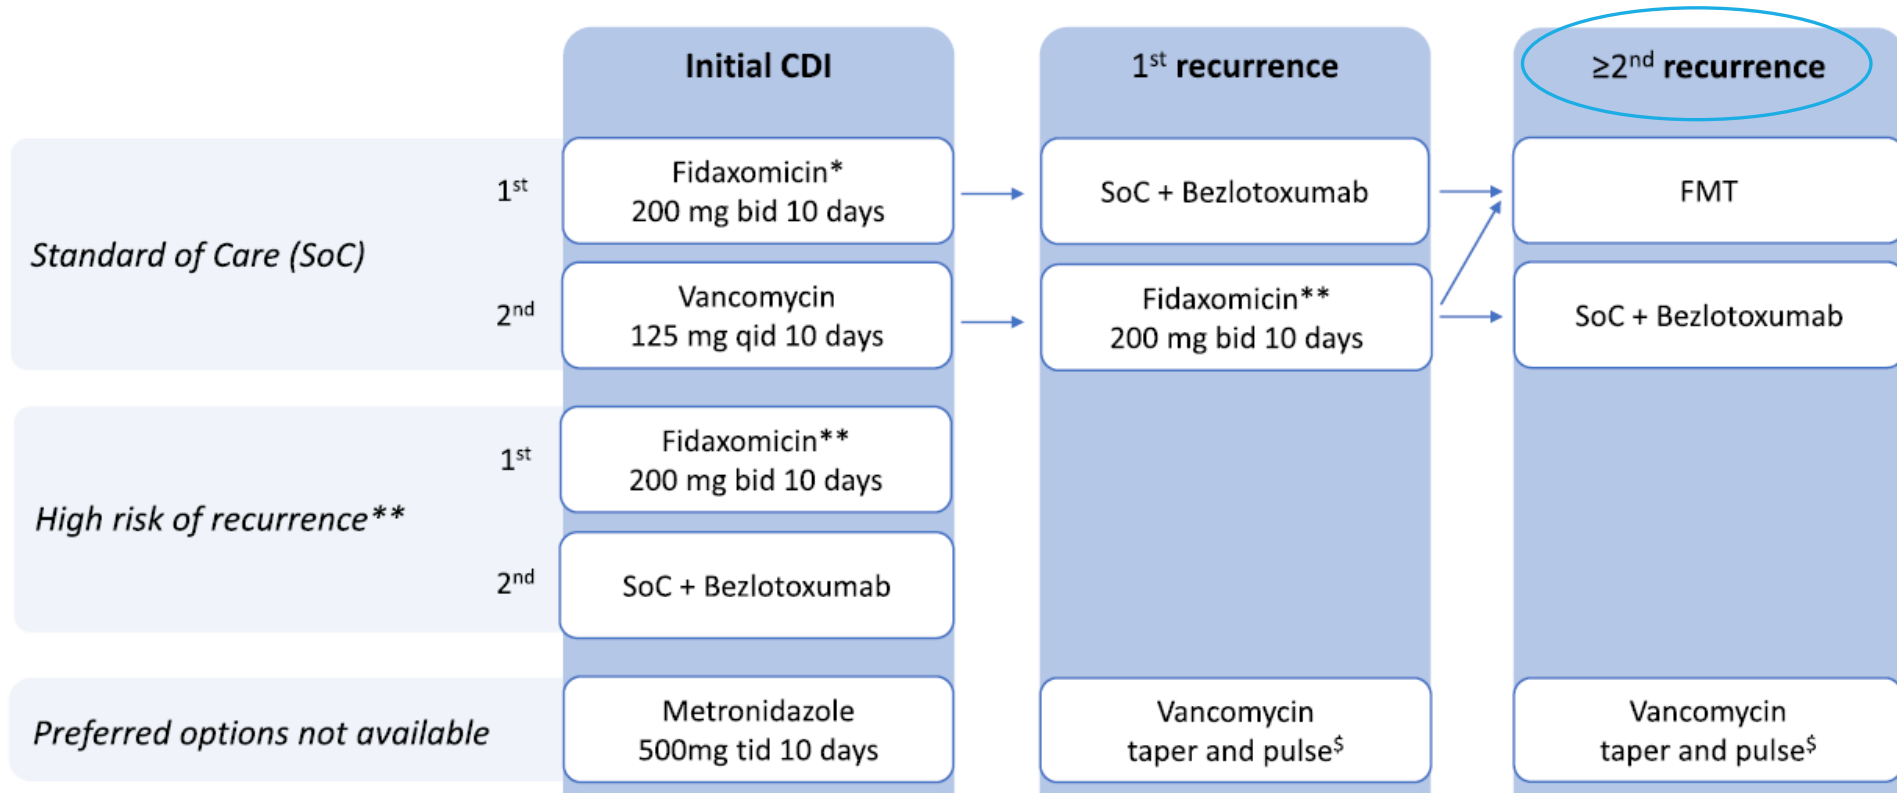 Initial CDI
1st recurrence
≥2nd recurrence
Standard of Care (SoC)
1st
Fidaxomicin*
200 mg bid 10 days
SoC + Bezlotoxumab
FMT
2nd
Vancomycin
125 mg qid 10 days
Fidaxomicin**
200 mg bid 10 days
SoC + Bezlotoxumab
High risk of recurrence**
1st
Fidaxomicin**
200 mg bid 10 days
2nd
SoC + Bezlotoxumab
Preferred options not available
Metronidazole
500mg tid 10 days
Vancomycin
taper and pulse$
Vancomycin
taper and pulse$